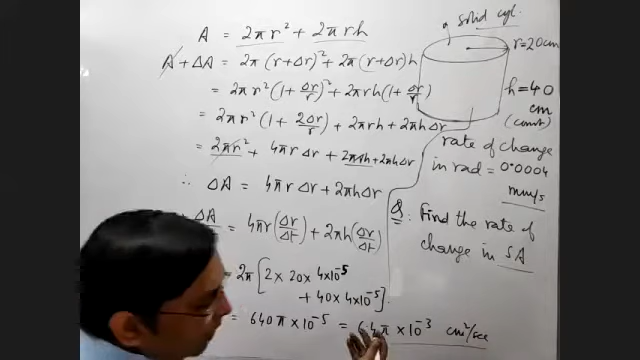 A = 2πr² + 2πrh
A + ΔA = 2π(r+Δr)² + 2π(r+Δr)h
= 2πr²(1+Δr/r)² + 2πrh(1+Δr/r)
= 2πr²(1+2Δr/r) + 2πrh + 2πhΔr
= 2πr² + 4πrΔr + 2πrh + 2πhΔr
∴ ΔA = 4πrΔr + 2πhΔr
ΔA = 4πr(Δr/Δt) + 2πh(Δr/Δt)
= 2π[2×20×4×10⁻⁵
+ 40×4×10⁻⁵].
= 640π×10⁻⁵ = 6.4π×10⁻³ cm²/sec
solid cyl.
r=20cm
h=40
cm
(const)
rate of change
in rad = 0.0004
mm/s
Q: Find the rate of
change in SA